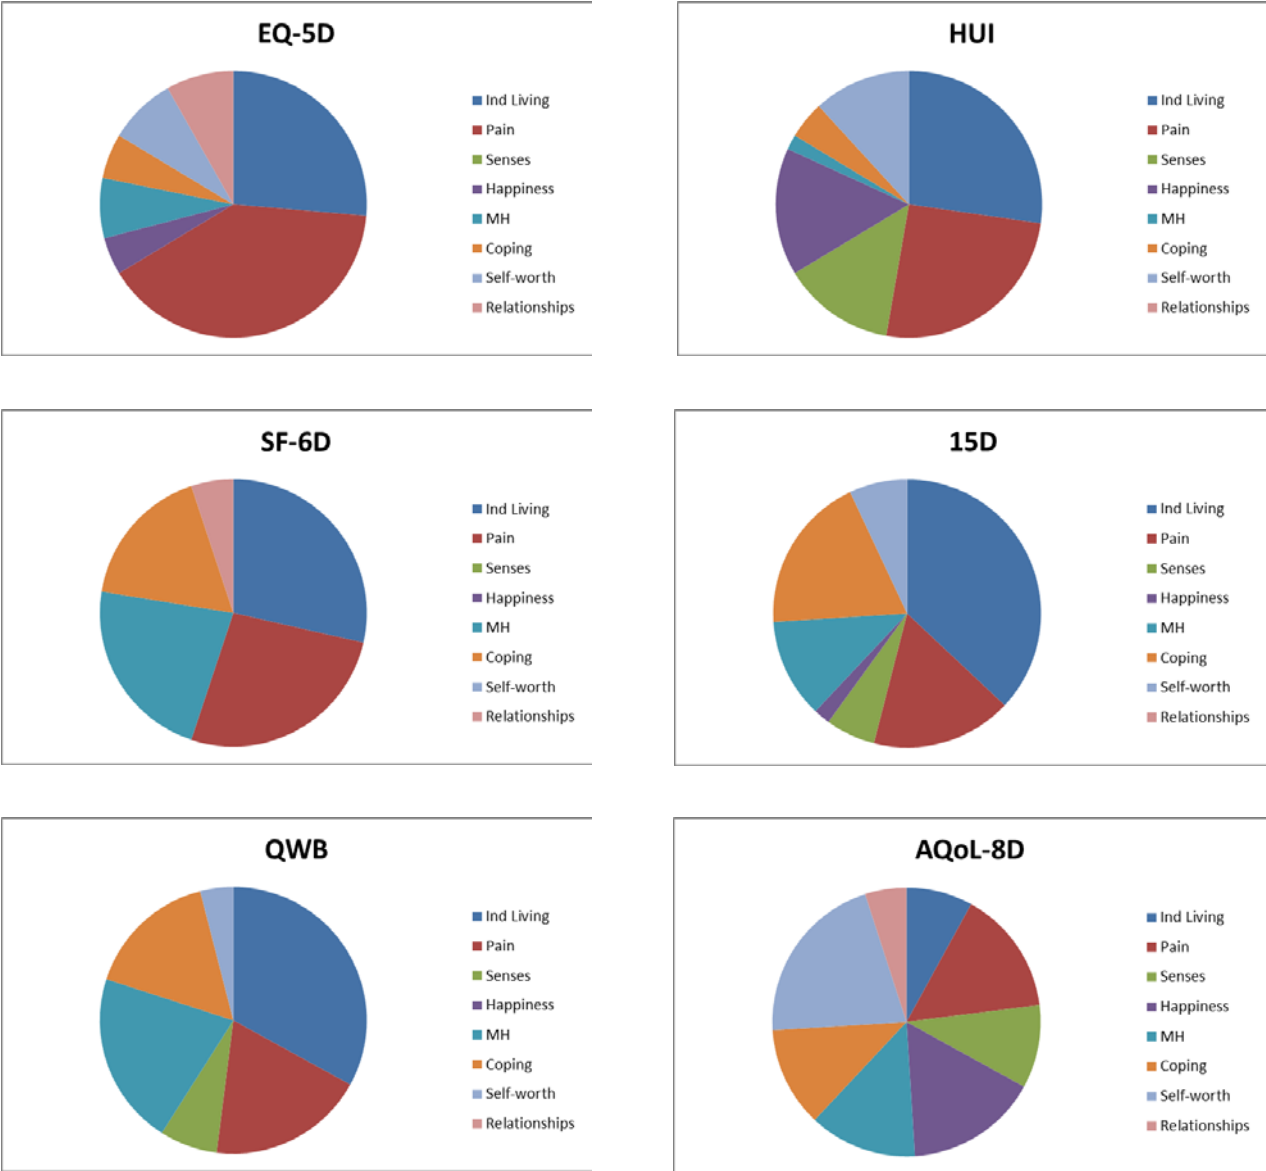 EQ-5D
Ind Living
Pain
Senses
Happiness
MH
Coping
Self-worth
Relationships
HUI
Ind Living
Pain
Senses
Happiness
MH
Coping
Self-worth
Relationships
SF-6D
Ind Living
Pain
Senses
Happiness
MH
Coping
Self-worth
Relationships
15D
Ind Living
Pain
Senses
Happiness
MH
Coping
Self-worth
Relationships
QWB
Ind Living
Pain
Senses
Happiness
MH
Coping
Self-worth
Relationships
AQoL-8D
Ind Living
Pain
Senses
Happiness
MH
Coping
Self-worth
Relationships